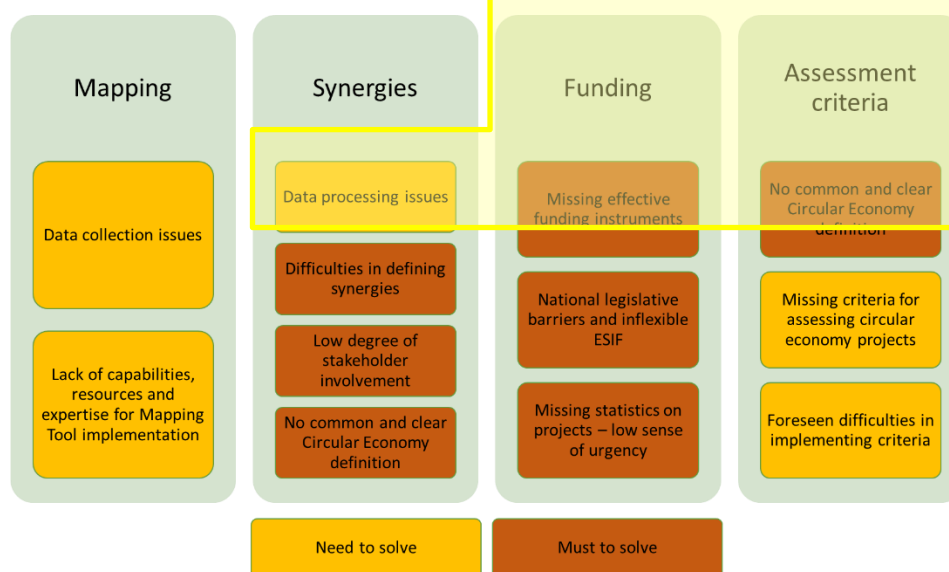 Mapping
Data collection issues
Lack of capabilities,
resources and
expertise for Mapping
Tool implementation
Synergies
Data processing issues
Difficulties in defining
synergies
Low degree of
stakeholder
involvement
No common and clear
Circular Economy
definition
Funding
Missing effective
funding instruments
National legislative
barriers and inflexible
ESIF
Missing statistics on
projects – low sense
of urgency
Assessment
criteria
No common and clear
Circular Economy
definition
Missing criteria for
assessing circular
economy projects
Foreseen difficulties in
implementing criteria
Need to solve
Must to solve